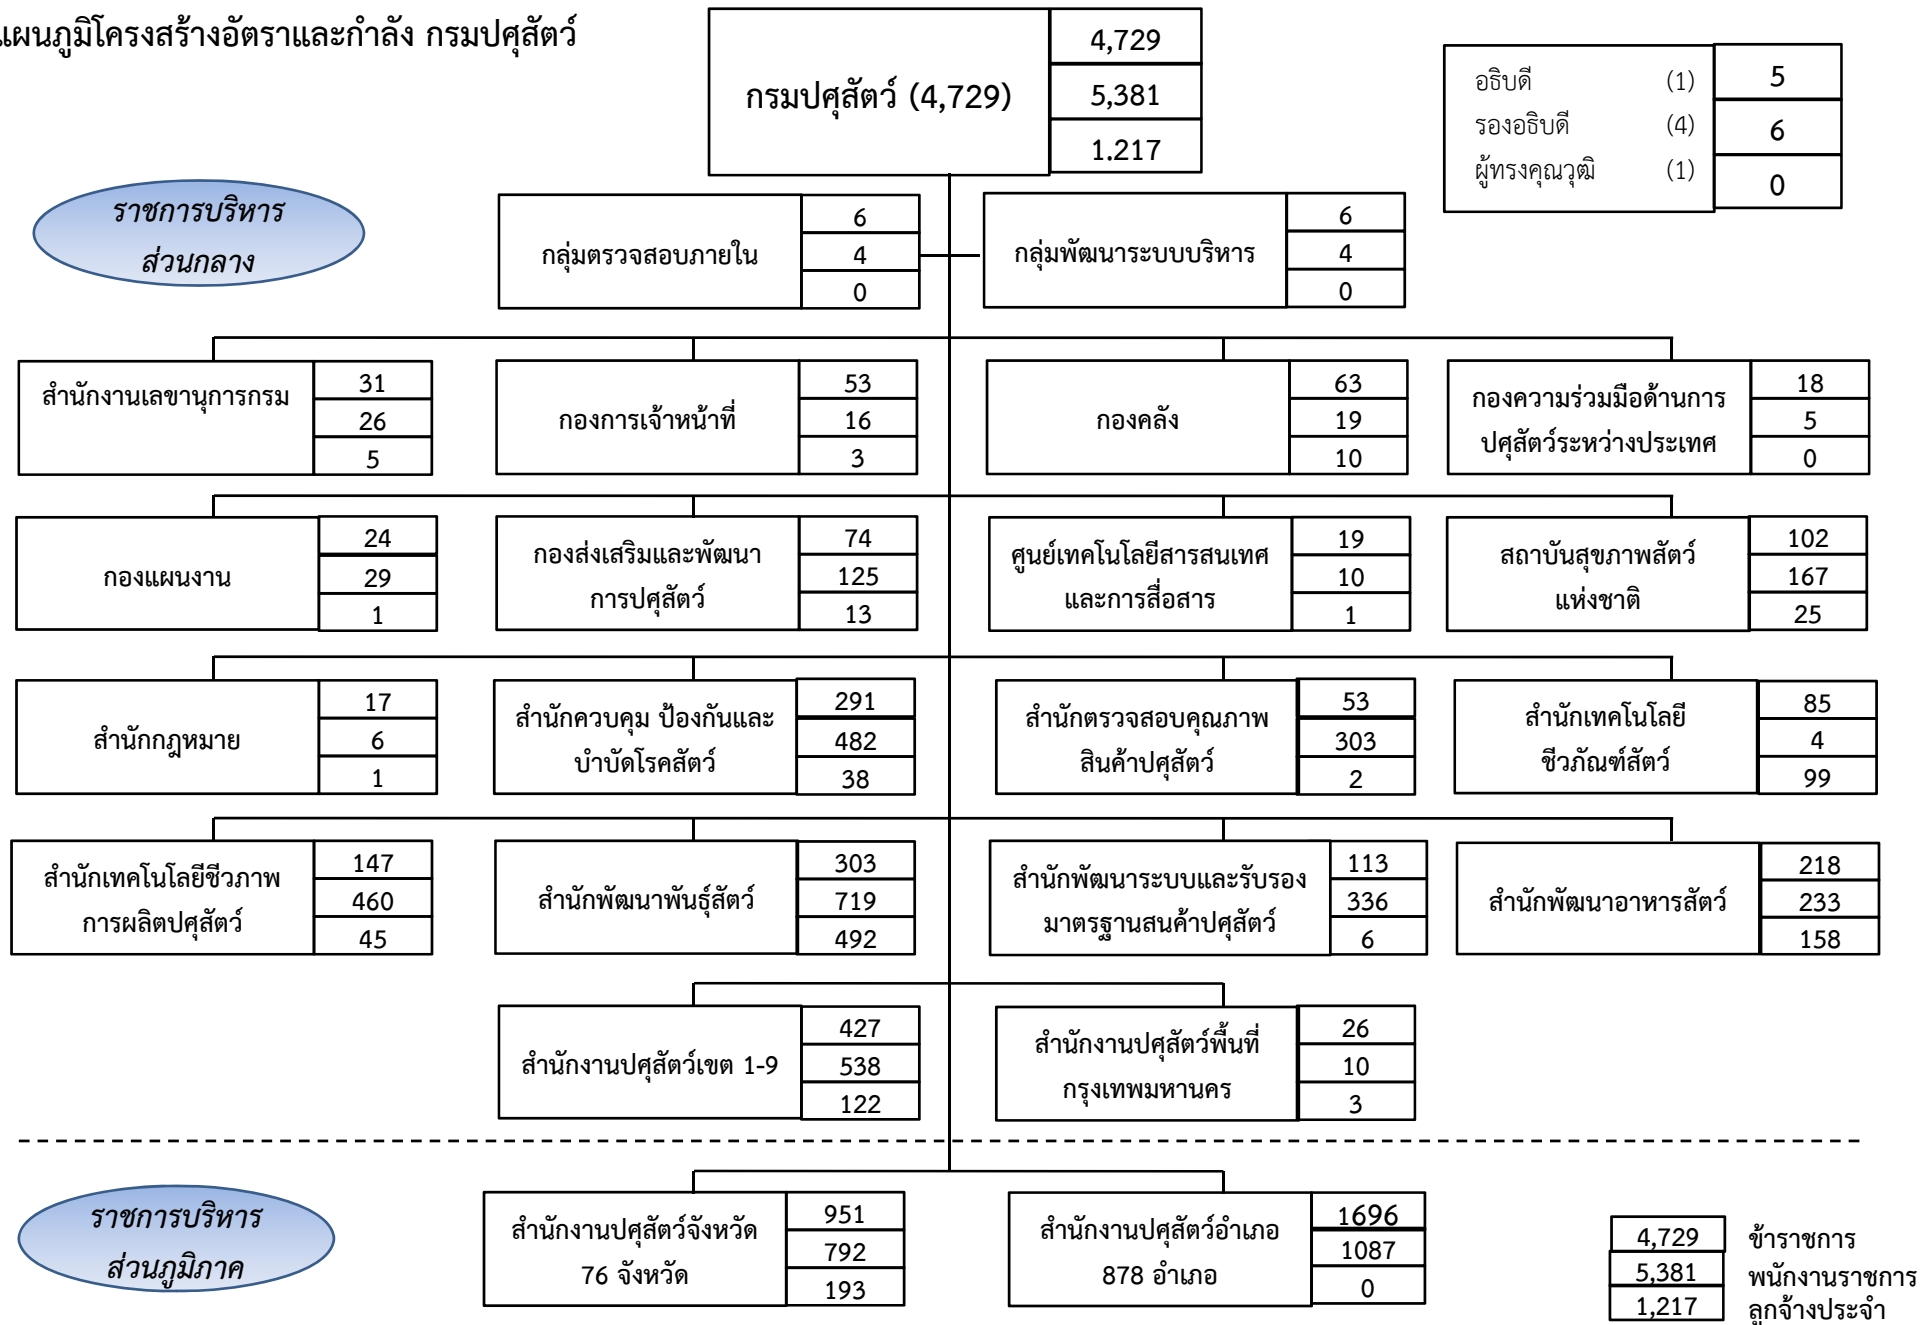 แผนภูมิโครงสร้างอัตราและกำลัง กรมปศุสัตว์
กรมปศุสัตว์ (4,729)
4,729
5,381
1.217
อธิบดี (1)
รองอธิบดี (4)
ผู้ทรงคุณวุฒิ (1)
5
6
0
ราชการบริหาร
ส่วนกลาง
กลุ่มตรวจสอบภายใน
6
4
0
กลุ่มพัฒนาระบบบริหาร
6
4
0
สำนักงานเลขานุการกรม
31
26
5
กองการเจ้าหน้าที่
53
16
3
กองคลัง
63
19
10
กองความร่วมมือด้านการ
ปศุสัตว์ระหว่างประเทศ
18
5
0
กองแผนงาน
24
29
1
กองส่งเสริมและพัฒนา
การปศุสัตว์
74
125
13
ศูนย์เทคโนโลยีสารสนเทศ
และการสื่อสาร
19
10
1
สถาบันสุขภาพสัตว์
แห่งชาติ
102
167
25
สำนักกฎหมาย
17
6
1
สำนักควบคุม ป้องกันและ
บำบัดโรคสัตว์
291
482
38
สำนักตรวจสอบคุณภาพ
สินค้าปศุสัตว์
53
303
2
สำนักเทคโนโลยี
ชีวภัณฑ์สัตว์
85
4
99
สำนักเทคโนโลยีชีวภาพ
การผลิตปศุสัตว์
147
460
45
สำนักพัฒนาพันธุ์สัตว์
303
719
492
สำนักพัฒนาระบบและรับรอง
มาตรฐานสนค้าปศุสัตว์
113
336
6
สำนักพัฒนาอาหารสัตว์
218
233
158
สำนักงานปศุสัตว์เขต 1-9
427
538
122
สำนักงานปศุสัตว์พื้นที่
กรุงเทพมหานคร
26
10
3
ราชการบริหาร
ส่วนภูมิภาค
สำนักงานปศุสัตว์จังหวัด
76 จังหวัด
951
792
193
สำนักงานปศุสัตว์อำเภอ
878 อำเภอ
1696
1087
0
4,729 ข้าราชการ
5,381 พนักงานราชการ
1,217 ลูกจ้างประจำ